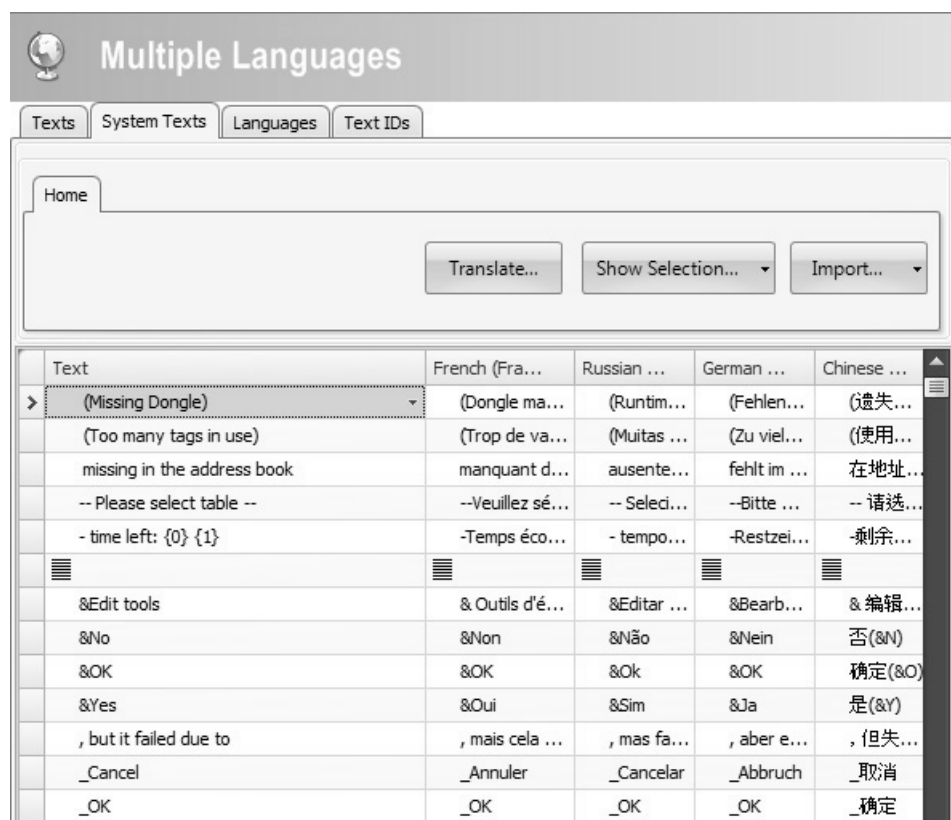 Multiple Languages
Texts System Texts Languages Text IDs
Home
Translate... Show Selection... Import...
Text French (Fra... Russian ... German ... Chinese ...
(Missing Dongle) (Dongle ma... (Runtim... (Fehlen... (遗失...
(Too many tags in use) (Trop de va... (Muitas ... (Zu viel... (使用...
missing in the address book manquant d... ausente... fehlt im ... 在地址...
-- Please select table -- --Veuillez sé... -- Seleci... --Bitte ... --请选...
- time left: {0} {1} -Temps éco... - tempo... -Restzei... -剩余...
&Edit tools & Outils d'é... &Editar ... &Bearb... & 编辑...
&No &Non &Não &Nein 否(&N)
&OK &OK &Ok &OK 确定(&O)
&Yes &Oui &Sim &Ja 是(&Y)
, but it failed due to , mais cela ... , mas fa... , aber e... , 但失...
_Cancel _Annuler _Cancelar _Abbruch _取消
_OK _OK _OK _OK _确定